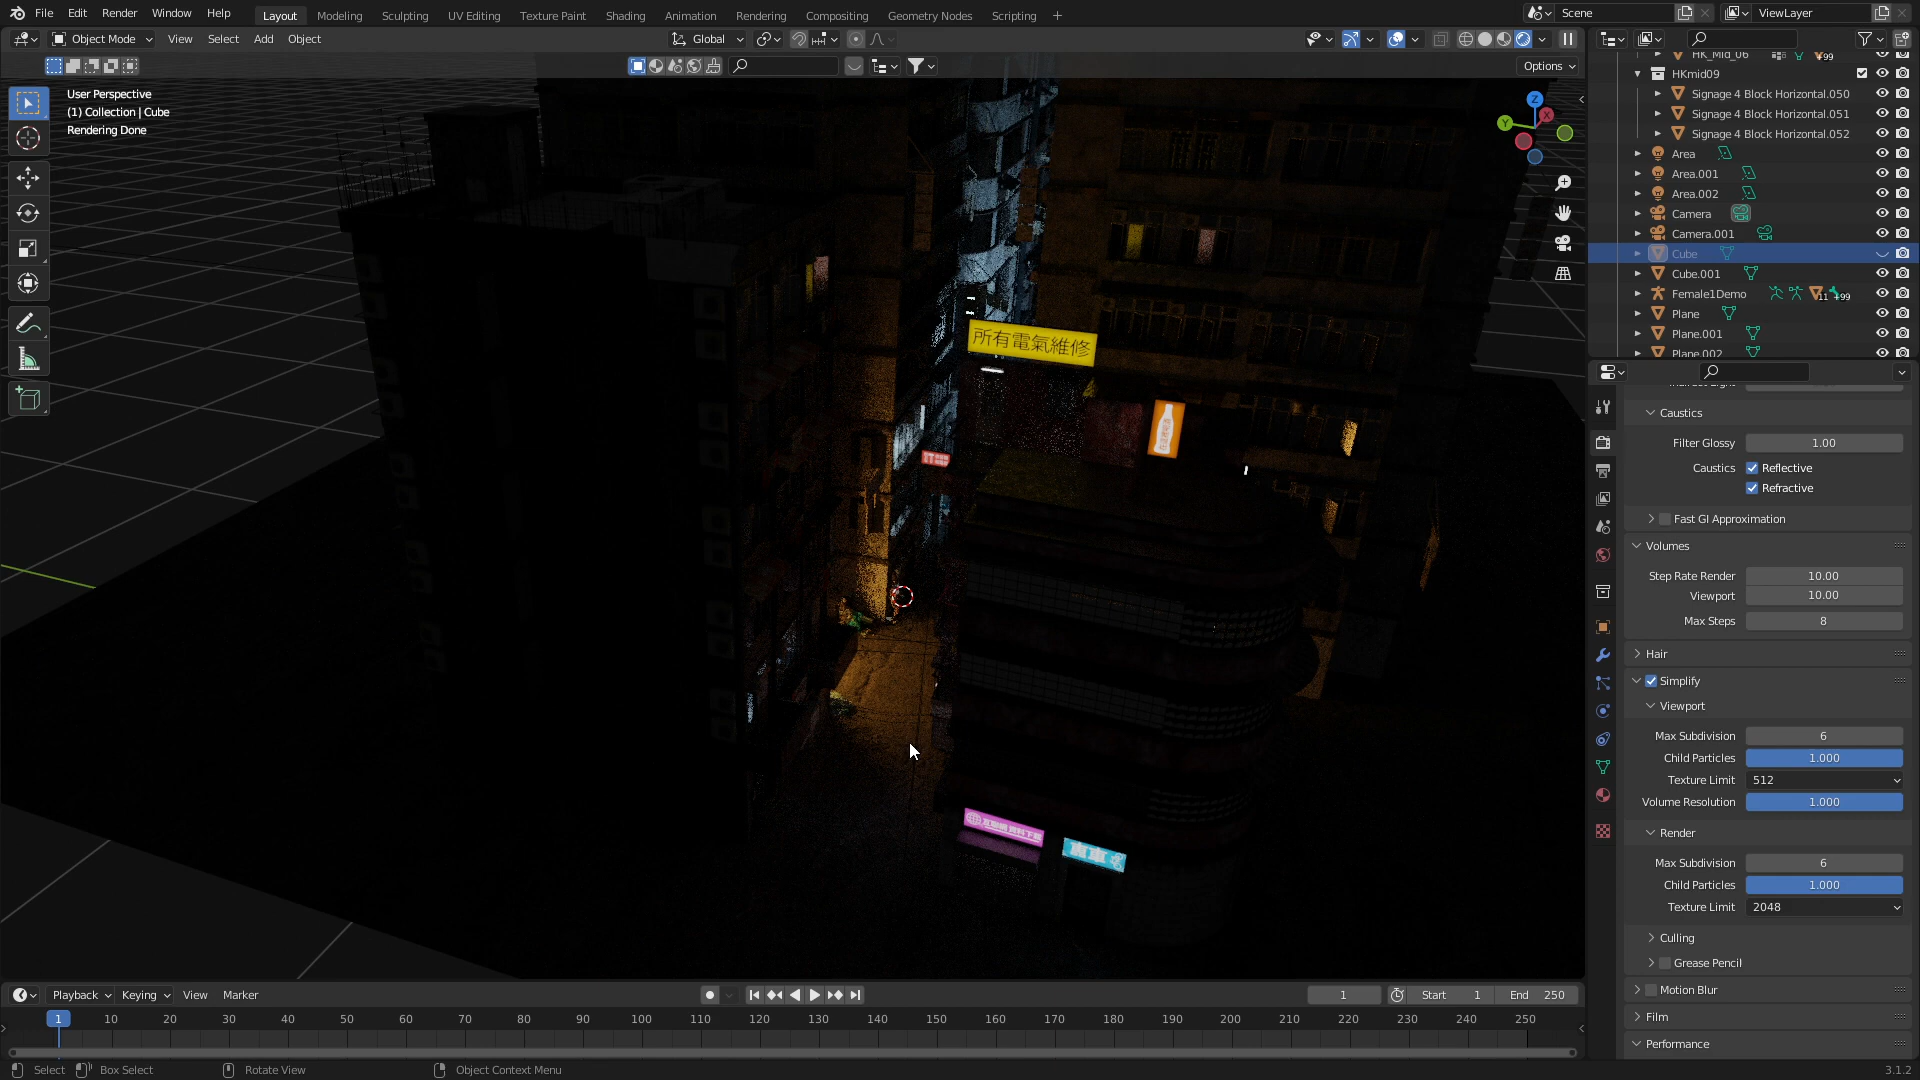 File Edit Render Window Help
Layout Modeling Sculpting UV Editing Texture Paint Shading Animation Rendering Compositing Geometry Nodes Scripting +
Scene
ViewLayer
Object Mode View Select Add Object
Global
Options
User Perspective
(1) Collection | Cube
Rendering Done
Z
Y
X
所有電氣維修
HK_Mid_06
99
HKmid09
Signage 4 Block Horizontal.050
Signage 4 Block Horizontal.051
Signage 4 Block Horizontal.052
Area
Area.001
Area.002
Camera
Camera.001
Cube
Cube.001
Female1Demo
11
+99
Plane
Plane.001
Plane.002
Caustics
Filter Glossy 1.00
Caustics Reflective
Refractive
Fast GI Approximation
Volumes
Step Rate Render 10.00
Viewport 10.00
Max Steps 8
Hair
Simplify
Viewport
Max Subdivision 6
Child Particles 1.000
Texture Limit 512
Volume Resolution 1.000
Render
Max Subdivision 6
Child Particles 1.000
Texture Limit 2048
Culling
Grease Pencil
Motion Blur
Film
Performance
Playback Keying View Marker
1
Start 1
End 250
1 10 20 30 40 50 60 70 80 90 100 110 120 130 140 150 160 170 180 190 200 210 220 230 240 250
Select Box Select Rotate View Object Context Menu
3.1.2